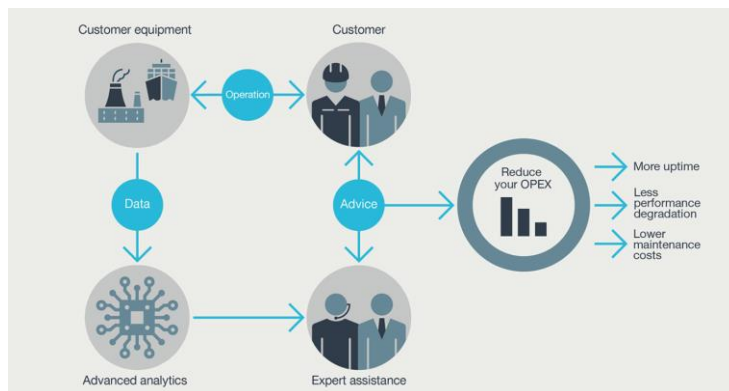 Customer equipment
Customer
Operation
Reduce
your OPEX
More uptime
Less
performance
degradation
Lower
maintenance
costs
Data
Advice
Advanced analytics
Expert assistance